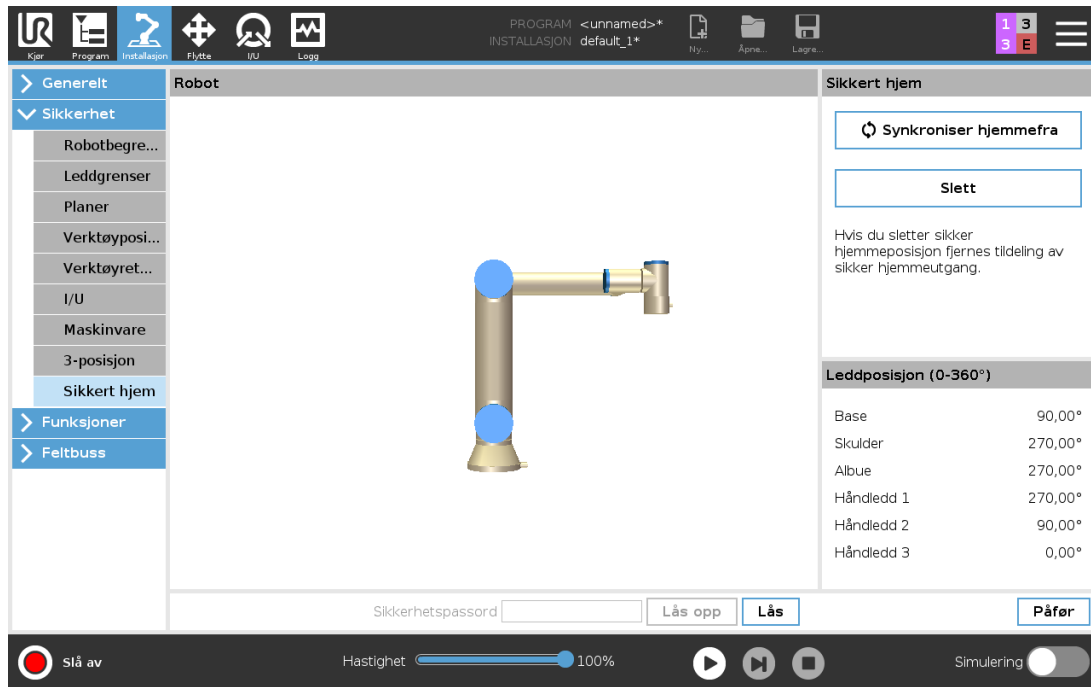 PROGRAM <unnamed>*
INSTALLASJON default_1*
Kjør Program Installasjon Flytte I/U Logg
Ny... Åpne... Lagre...
1 3
3 E
Generelt
Sikkerhet
Robotbegre...
Leddgrenser
Planer
Verktøyposi...
Verktøyret...
I/U
Maskinvare
3-posisjon
Sikkert hjem
Funksjoner
Feltbuss
Robot
Sikkert hjem
Synkroniser hjemmefra
Slett
Hvis du sletter sikker
hjemmeposisjon fjernes tildeling av
sikker hjemmeutgang.
Leddposisjon (0-360°)
Base 90,00°
Skulder 270,00°
Albue 270,00°
Håndledd 1 270,00°
Håndledd 2 90,00°
Håndledd 3 0,00°
Sikkerhetspassord Lås opp Lås Påfør
Slå av Hastighet 100% Simulering